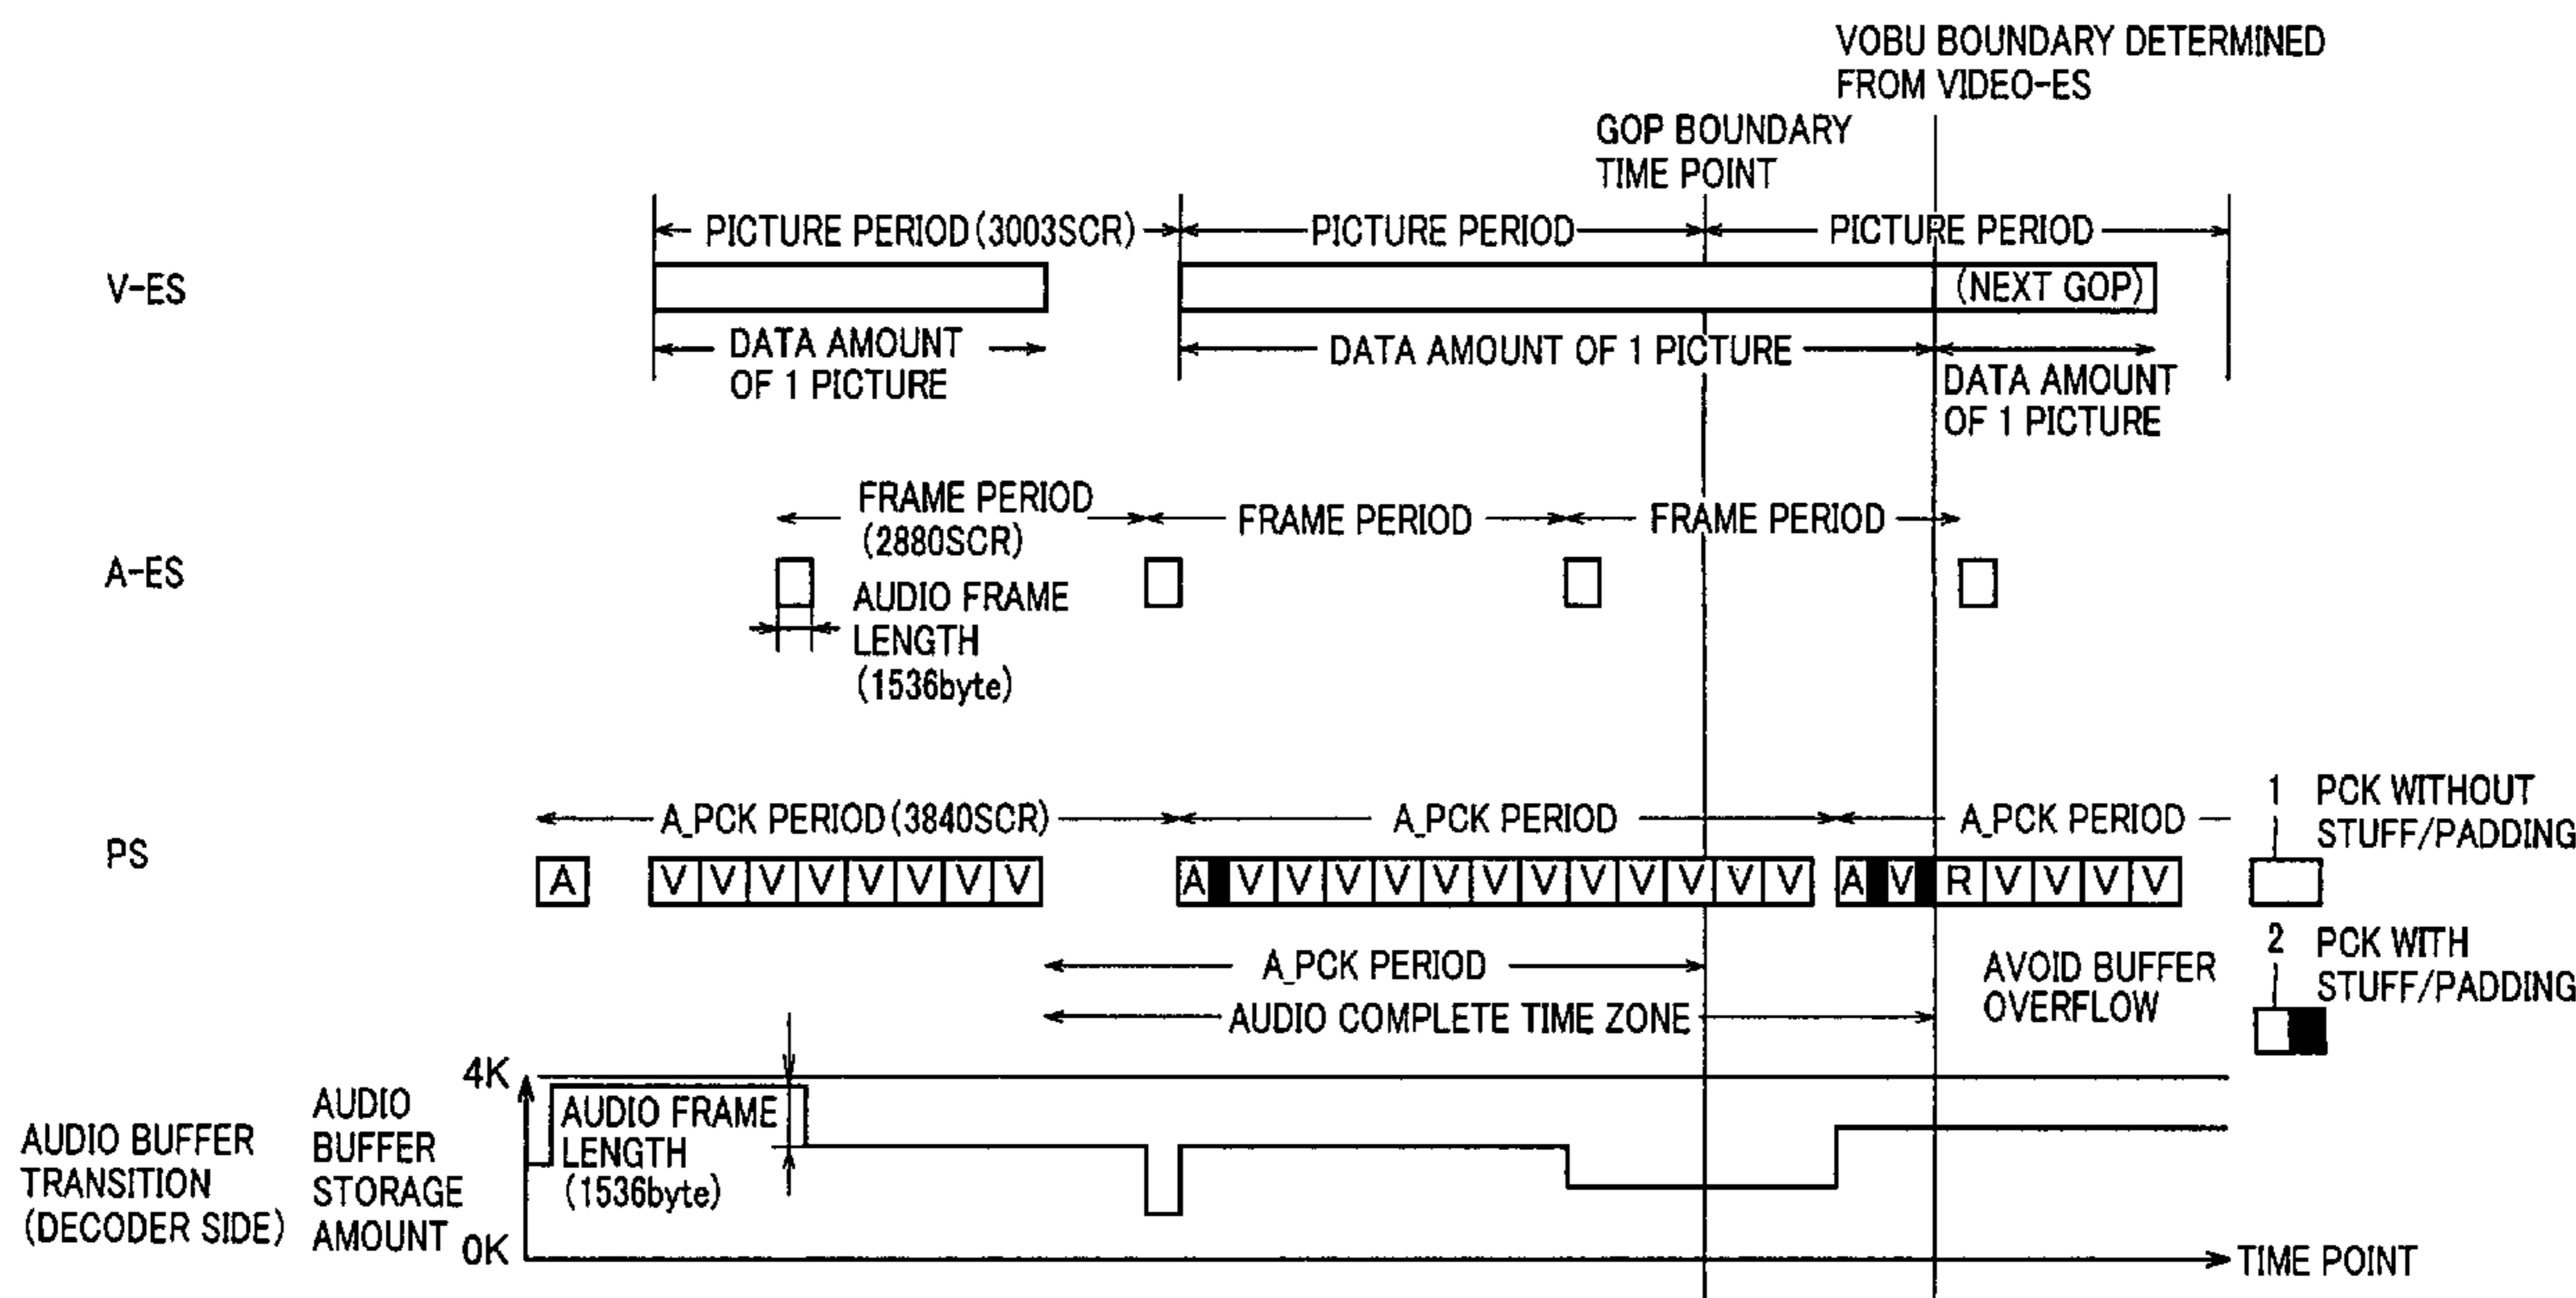 VOBU BOUNDARY DETERMINED
FROM VIDEO-ES
GOP BOUNDARY
TIME POINT
PICTURE PERIOD(3003SCR)
PICTURE PERIOD
PICTURE PERIOD
V-ES
(NEXT GOP)
DATA AMOUNT
OF 1 PICTURE
DATA AMOUNT OF 1 PICTURE
DATA AMOUNT
OF 1 PICTURE
FRAME PERIOD
(2880SCR)
FRAME PERIOD
FRAME PERIOD
A-ES
AUDIO FRAME
LENGTH
(1536byte)
A_PCK PERIOD(3840SCR)
A_PCK PERIOD
A_PCK PERIOD
1 PCK WITHOUT
STUFF/PADDING
PS
A V V V V V V V V A V V V V V V V V V V V V A V R V V V V
2 PCK WITH
STUFF/PADDING
A_PCK PERIOD
AUDIO COMPLETE TIME ZONE
AVOID BUFFER
OVERFLOW
4K
AUDIO BUFFER
TRANSITION
(DECODER SIDE)
AUDIO
BUFFER
STORAGE
AMOUNT
AUDIO FRAME
LENGTH
(1536byte)
0K
TIME POINT